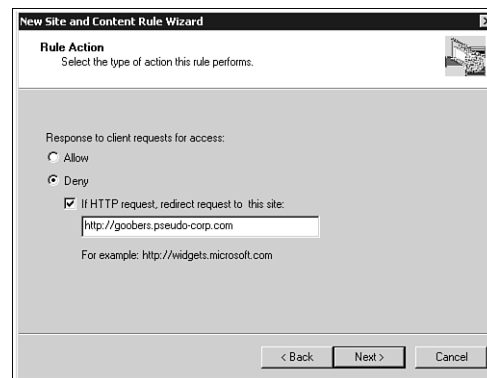 New Site and Content Rule Wizard
Rule Action
Select the type of action this rule performs.
Response to client requests for access:
Allow
Deny
If HTTP request, redirect request to this site:
http://goobers.pseudo-corp.com
For example: http://widgets.microsoft.com
< Back
Next >
Cancel